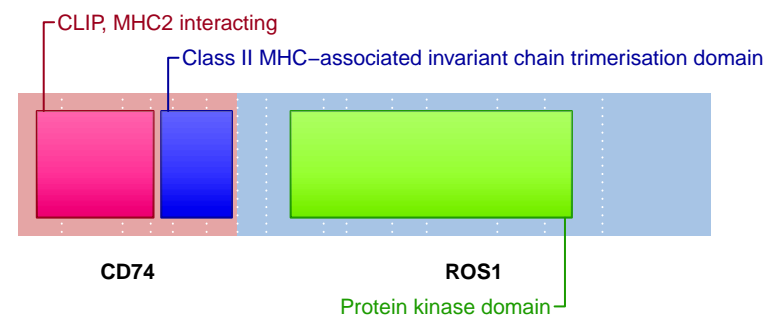 CLIP, MHC2 interacting
Class II MHC−associated invariant chain trimerisation domain
CD74 ROS1
Protein kinase domain